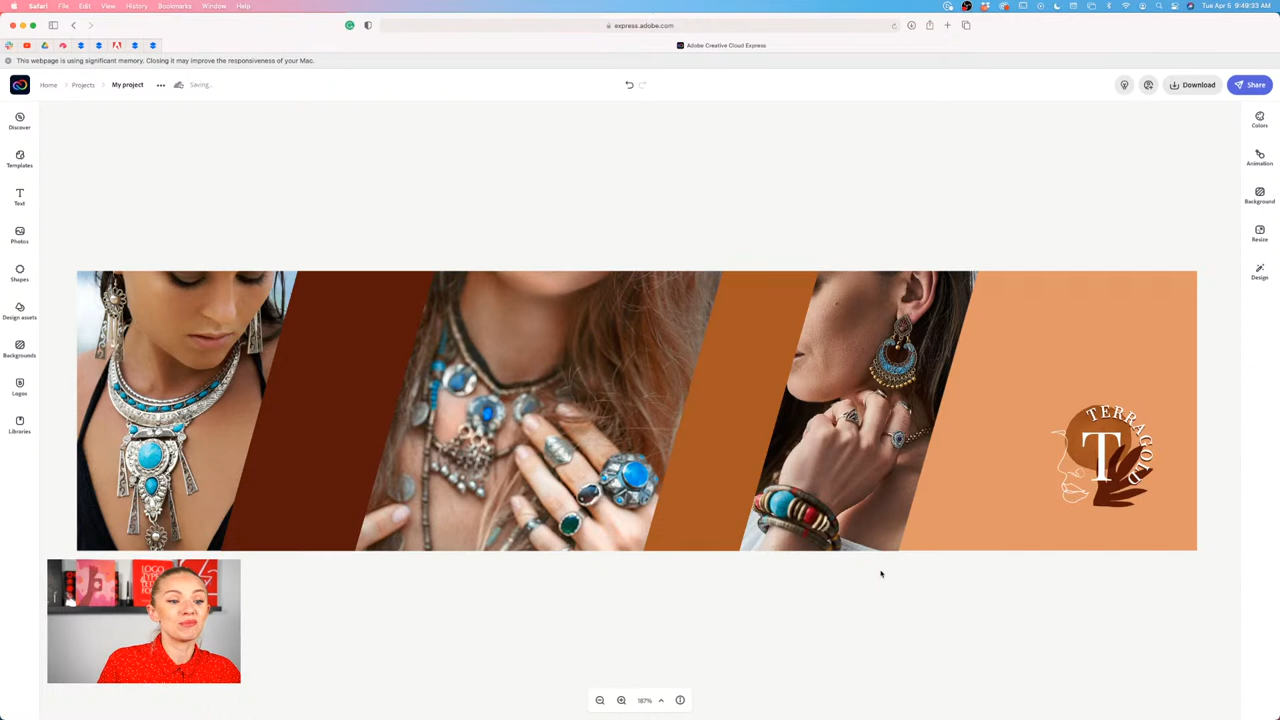 Safari File Edit View History Bookmarks Window Help Tue Apr 5 9:49:33 AM
express.adobe.com
Adobe Creative Cloud Express
This webpage is using significant memory. Closing it may improve the responsiveness of your Mac.
Home Projects My project Saving.. Download Share
Discover
Templates
Text
Photos
Shapes
Design assets
Backgrounds
Logos
Libraries
Colors
Animation
Background
Resize
Design
TERRAGOLD
T
LOGO
TYPE
187%